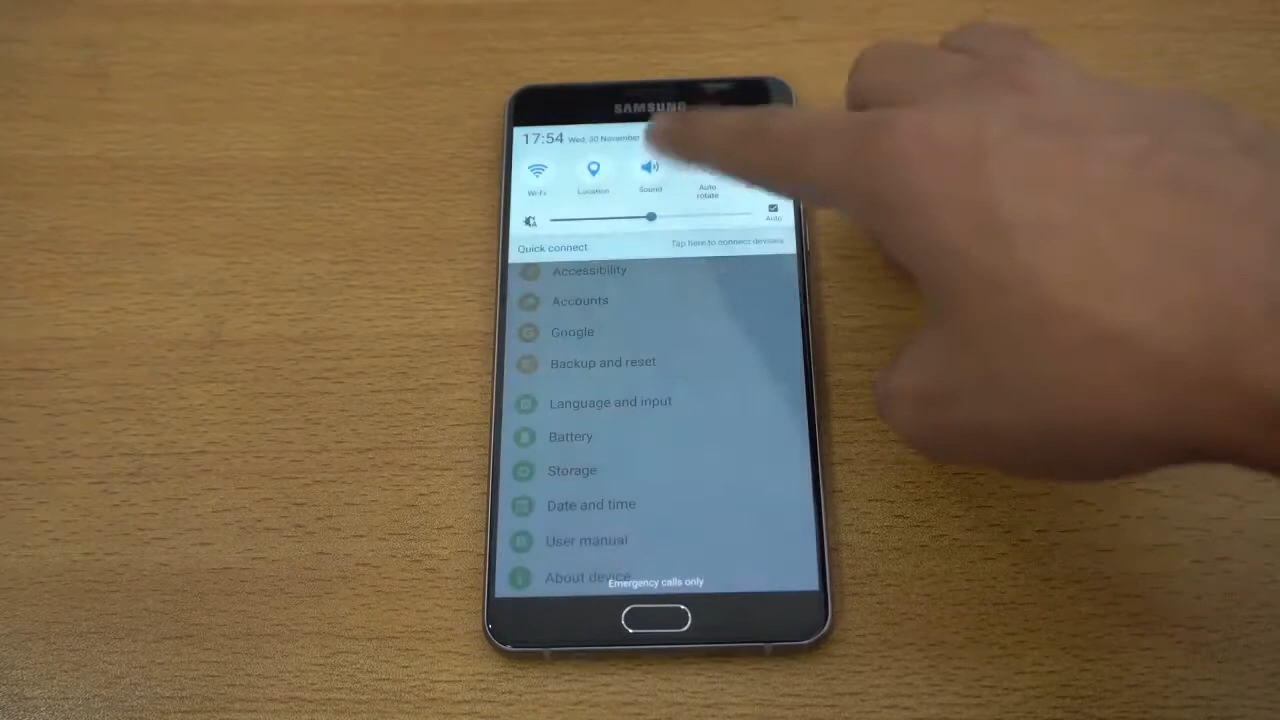 SAMSUNG
17:54 Wed, 30 November
Wi-Fi
Location
Sound
Auto
rotate
Auto
Quick connect
Tap here to connect devices
Accessibility
Accounts
Google
Backup and reset
Language and input
Battery
Storage
Date and time
User manual
About device
Emergency calls only